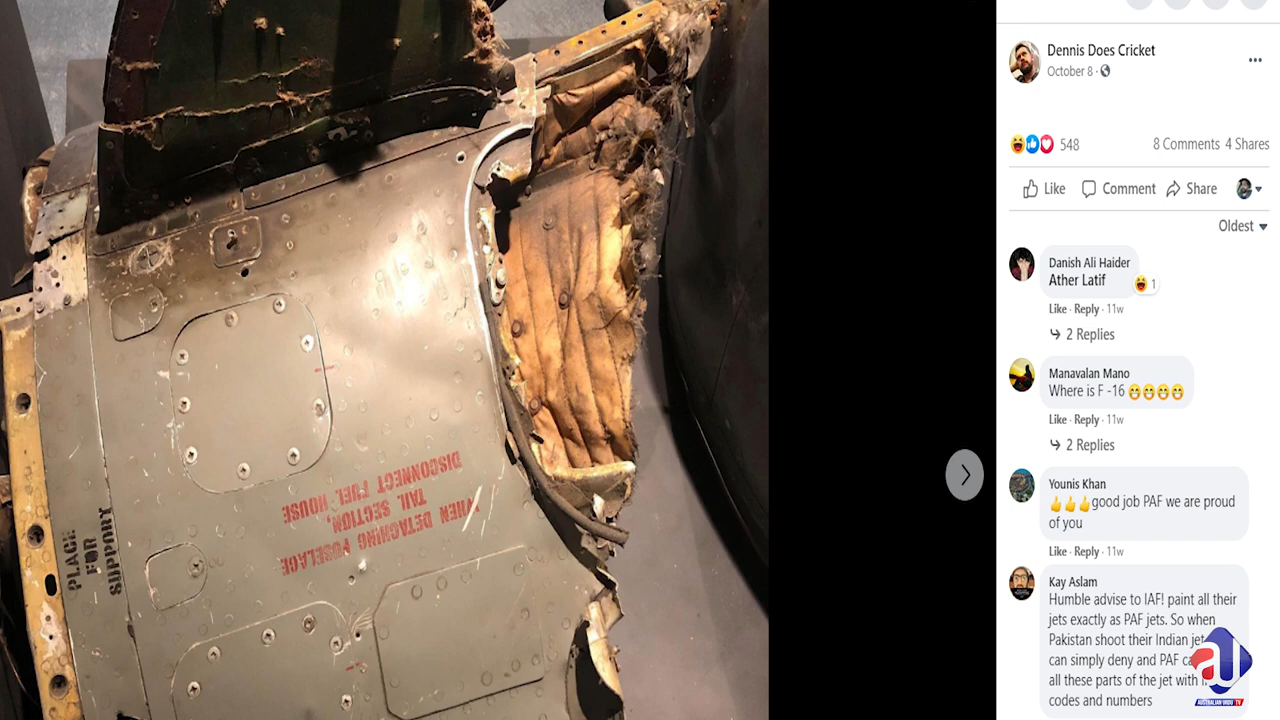 PLACE
FOR
SUPPORT
WHEN DETACHING FUSELAGE
TAIL SECTION,
DISCONNECT FUEL HOUSE
Dennis Does Cricket
October 8 ·
548
8 Comments 4 Shares
Like Comment Share
Oldest
Danish Ali Haider
Ather Latif
1
Like · Reply · 11w
2 Replies
Manavalan Mano
Where is F -16 😁😁😁😁
Like · Reply · 11w
2 Replies
Younis Khan
👍👍👍good job PAF we are proud
of you
Like · Reply · 11w
Kay Aslam
Humble advise to IAF! paint all their
jets exactly as PAF jets. So when
Pakistan shoot their Indian jet
can simply deny and PAF
all these parts of the jet with
codes and numbers
AUSTRALIAN URDU TV